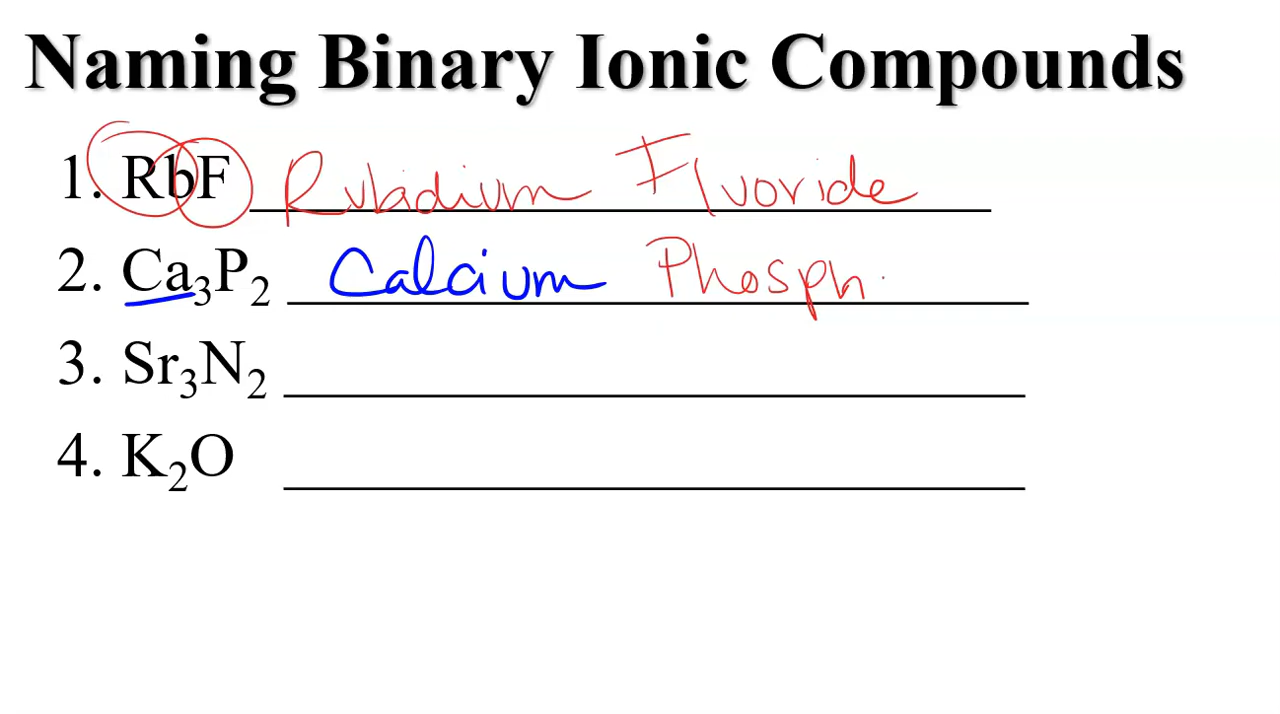 Naming Binary Ionic Compounds
1. RbF Rubidium Fluoride
2. Ca₃P₂ Calcium Phosph
3. Sr₃N₂
4. K₂O